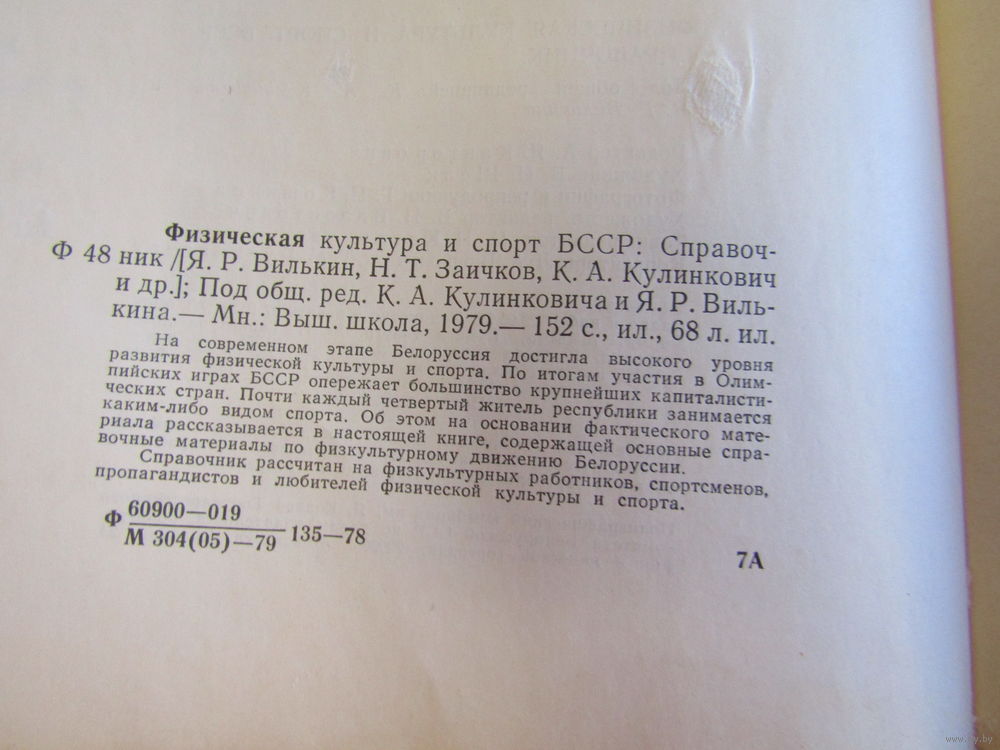 Физическая культура и спорт БССР: Справоч-
Ф 48 ник /[Я. Р. Вилькин, Н. Т. Заичков, К. А. Кулинкович
и др.]; Под общ. ред. К. А. Кулинковича и Я. Р. Виль-
кина.— Мн.: Выш. школа, 1979.— 152 с., ил., 68 л. ил.
На современном этапе Белоруссия достигла высокого уровня
развития физической культуры и спорта. По итогам участия в Олим-
пийских играх БССР опережает большинство крупнейших капиталисти-
ческих стран. Почти каждый четвертый житель республики занимается
каким-либо видом спорта. Об этом на основании фактического мате-
риала рассказывается в настоящей книге, содержащей основные спра-
вочные материалы по физкультурному движению Белоруссии.
Справочник рассчитан на физкультурных работников, спортсменов,
пропагандистов и любителей физической культуры и спорта.
Ф 60900—019
М 304(05)—79 135—78
7А